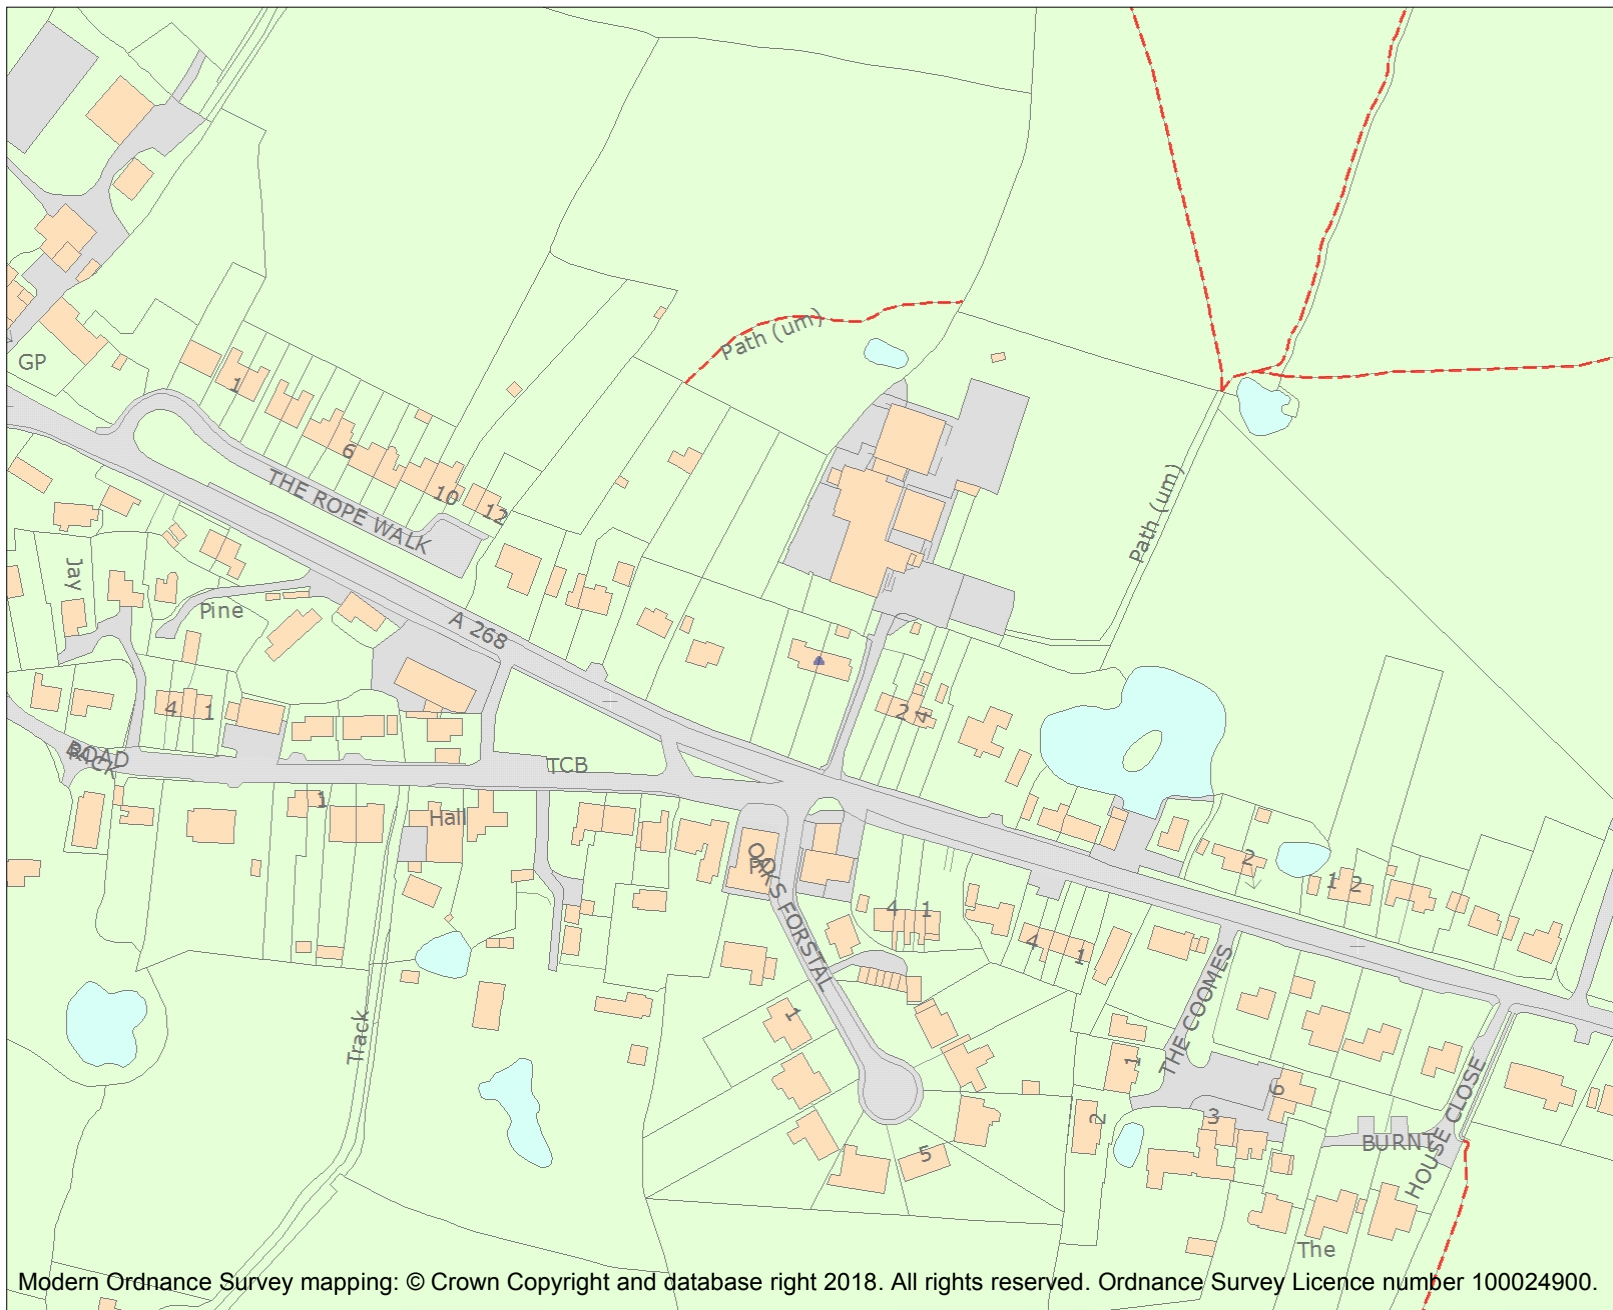 Path (um)
GP
1
6
10
12
THE ROPE WALK
Path (um)
Jay
Pine
A 268
4 1
2 4
ROAD
TCB
1
Hall
2
1 2
OAKS FORSTAL
4 1
4 1
1
Track
THE COOMES
1
2
6
3
5
BURNT
HOUSE CLOSE
The
Modern Ordnance Survey mapping: © Crown Copyright and database right 2018. All rights reserved. Ordnance Survey Licence number 100024900.